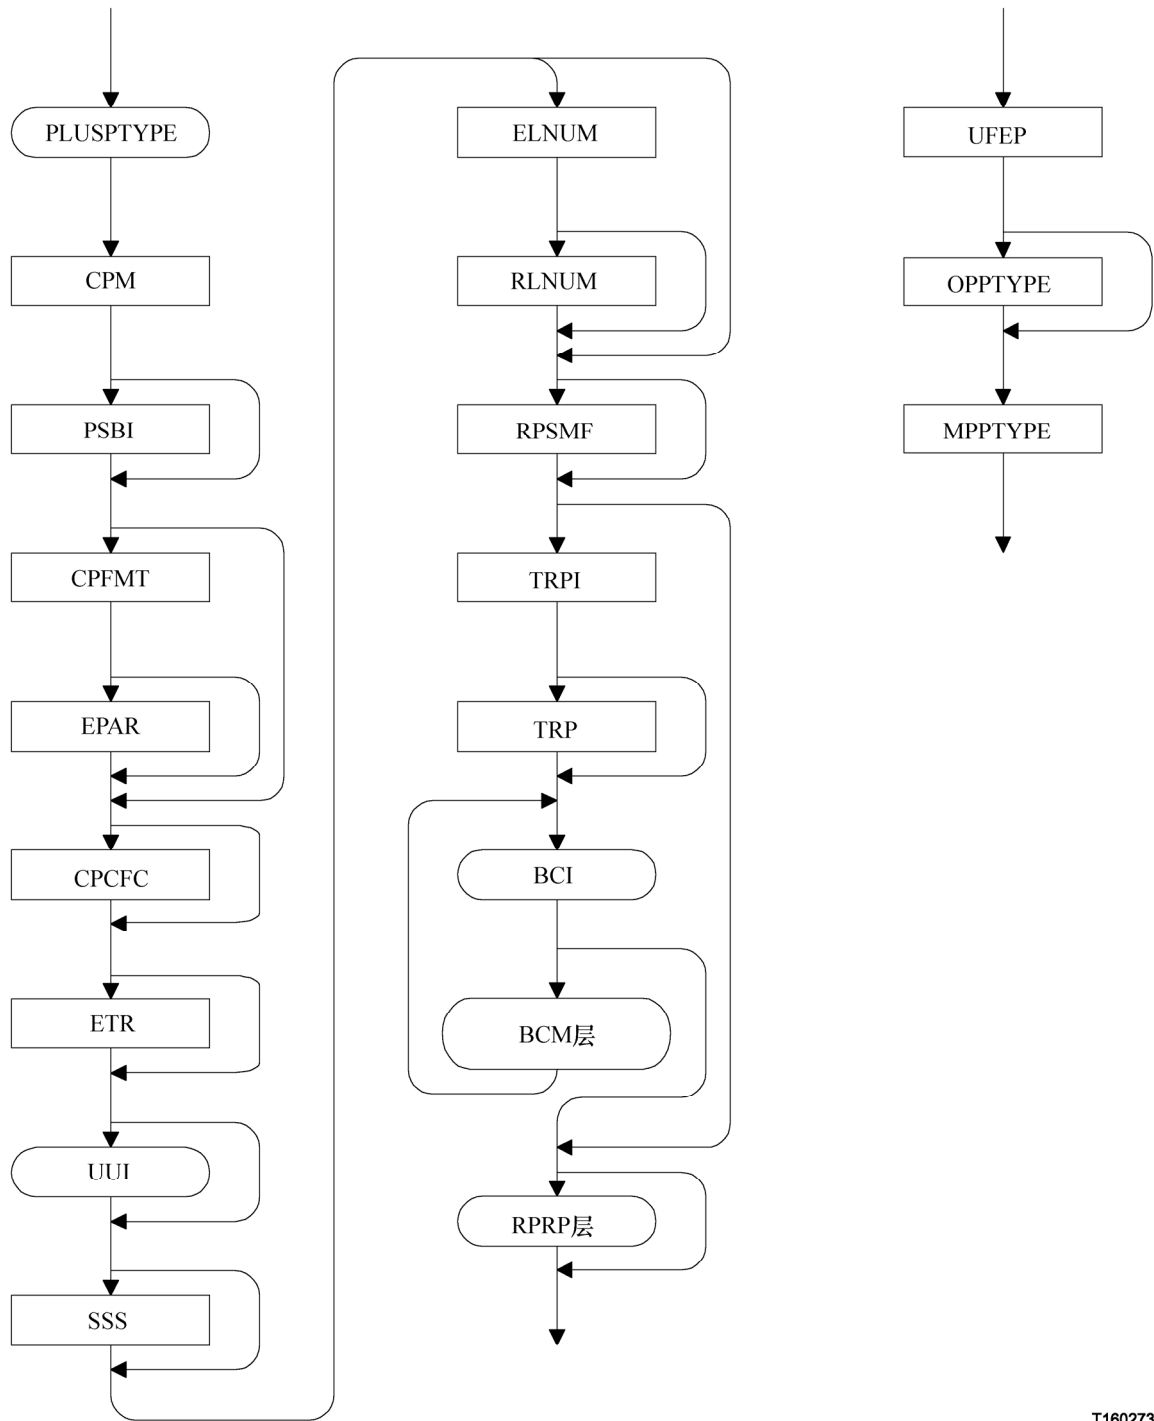 PLUSPTYPE
CPM
PSBI
CPFMT
EPAR
CPCFC
ETR
UUI
SSS
ELNUM
RLNUM
RPSMF
TRPI
TRP
BCI
BCM层
RPRP层
UFEP
OPPTYPE
MPPTYPE
T160273